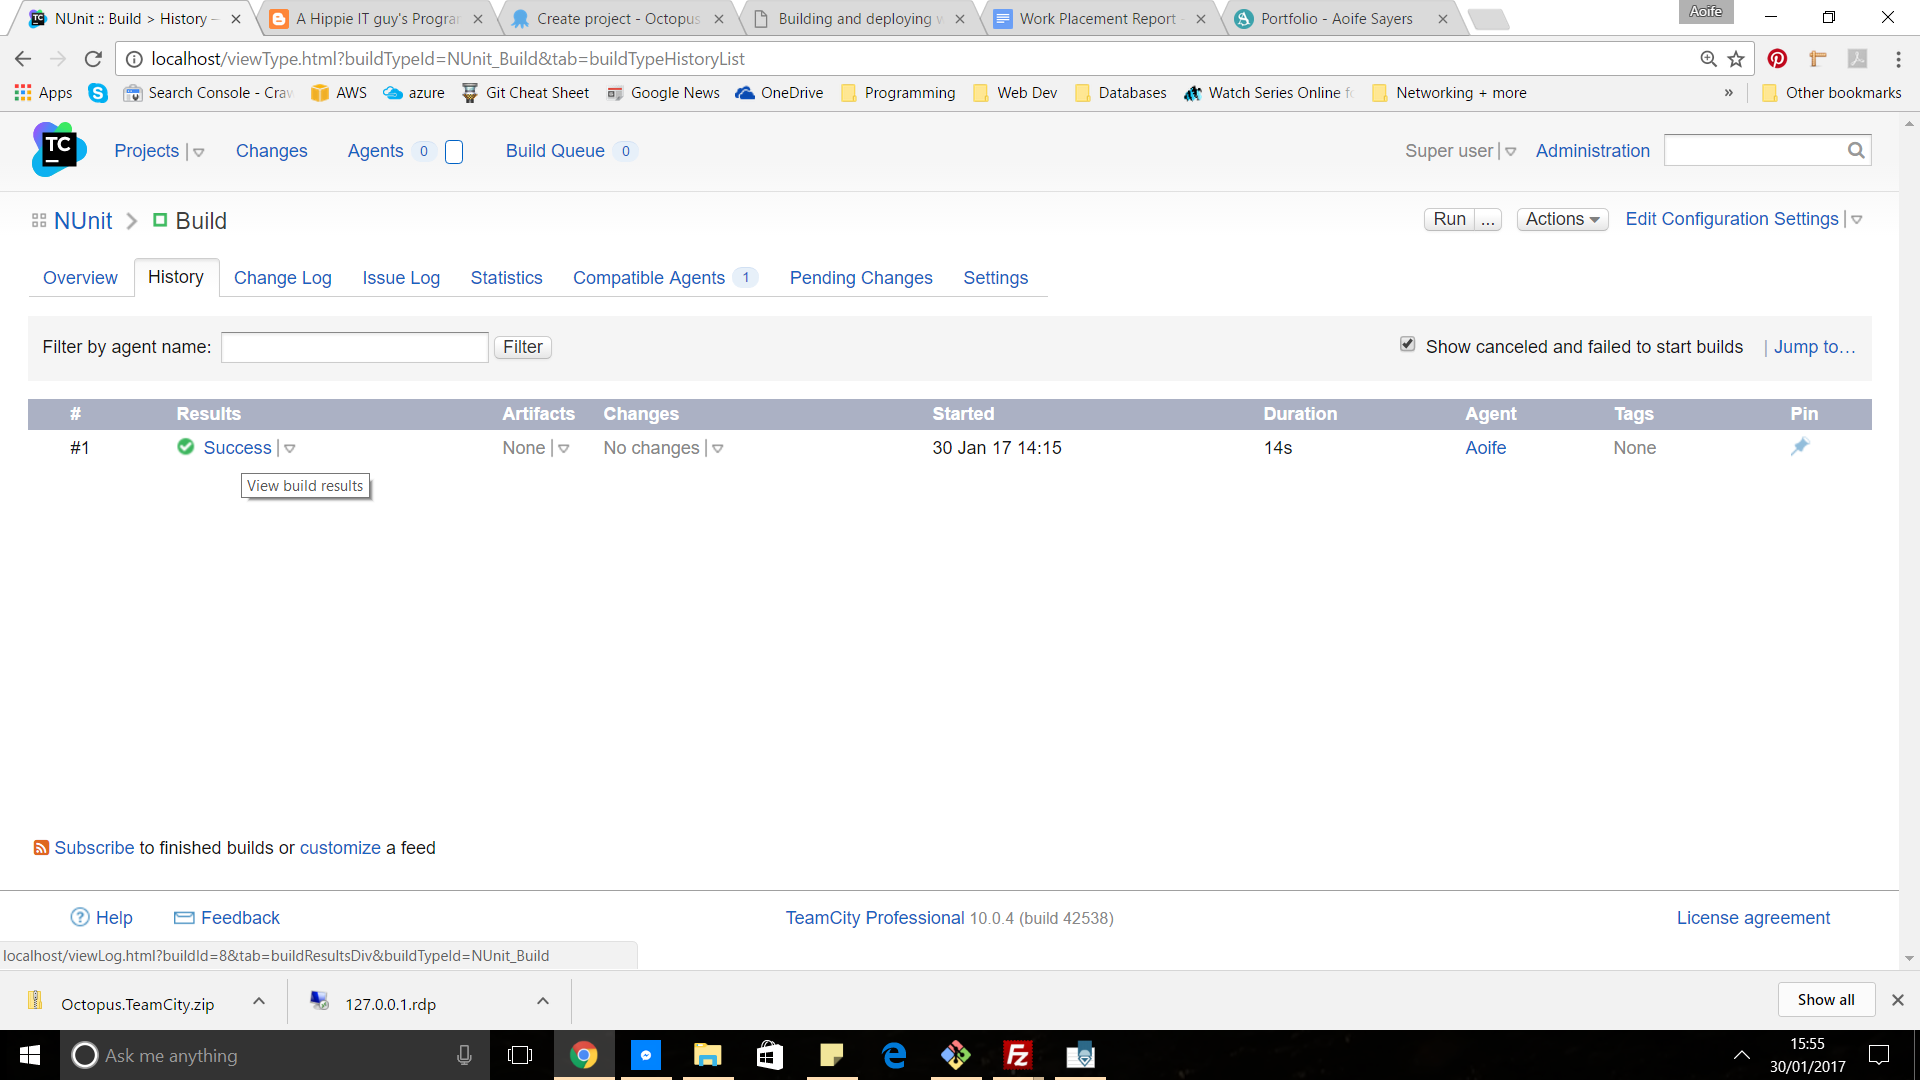 NUnit :: Build > History –
A Hippie IT guy's Progra
Create project - Octopus
Building and deploying
Work Placement Report -
Portfolio - Aoife Sayers
Aoife
localhost/viewType.html?buildTypeId=NUnit_Build&tab=buildTypeHistoryList
Apps
Search Console - Craw
AWS
azure
Git Cheat Sheet
Google News
OneDrive
Programming
Web Dev
Databases
Watch Series Online fo
Networking + more
»
Other bookmarks
TC
Projects
Changes
Agents 0
Build Queue 0
Super user
Administration
NUnit
Build
Run ...
Actions
Edit Configuration Settings
Overview
History
Change Log
Issue Log
Statistics
Compatible Agents 1
Pending Changes
Settings
Filter by agent name:
Filter
Show canceled and failed to start builds
| Jump to…
# Results Artifacts Changes Started Duration Agent Tags Pin
#1 Success None No changes 30 Jan 17 14:15 14s Aoife None
View build results
Subscribe to finished builds or customize a feed
Help
Feedback
TeamCity Professional 10.0.4 (build 42538)
License agreement
localhost/viewLog.html?buildId=8&tab=buildResultsDiv&buildTypeId=NUnit_Build
Octopus.TeamCity.zip
127.0.0.1.rdp
Show all
Ask me anything
15:55
30/01/2017